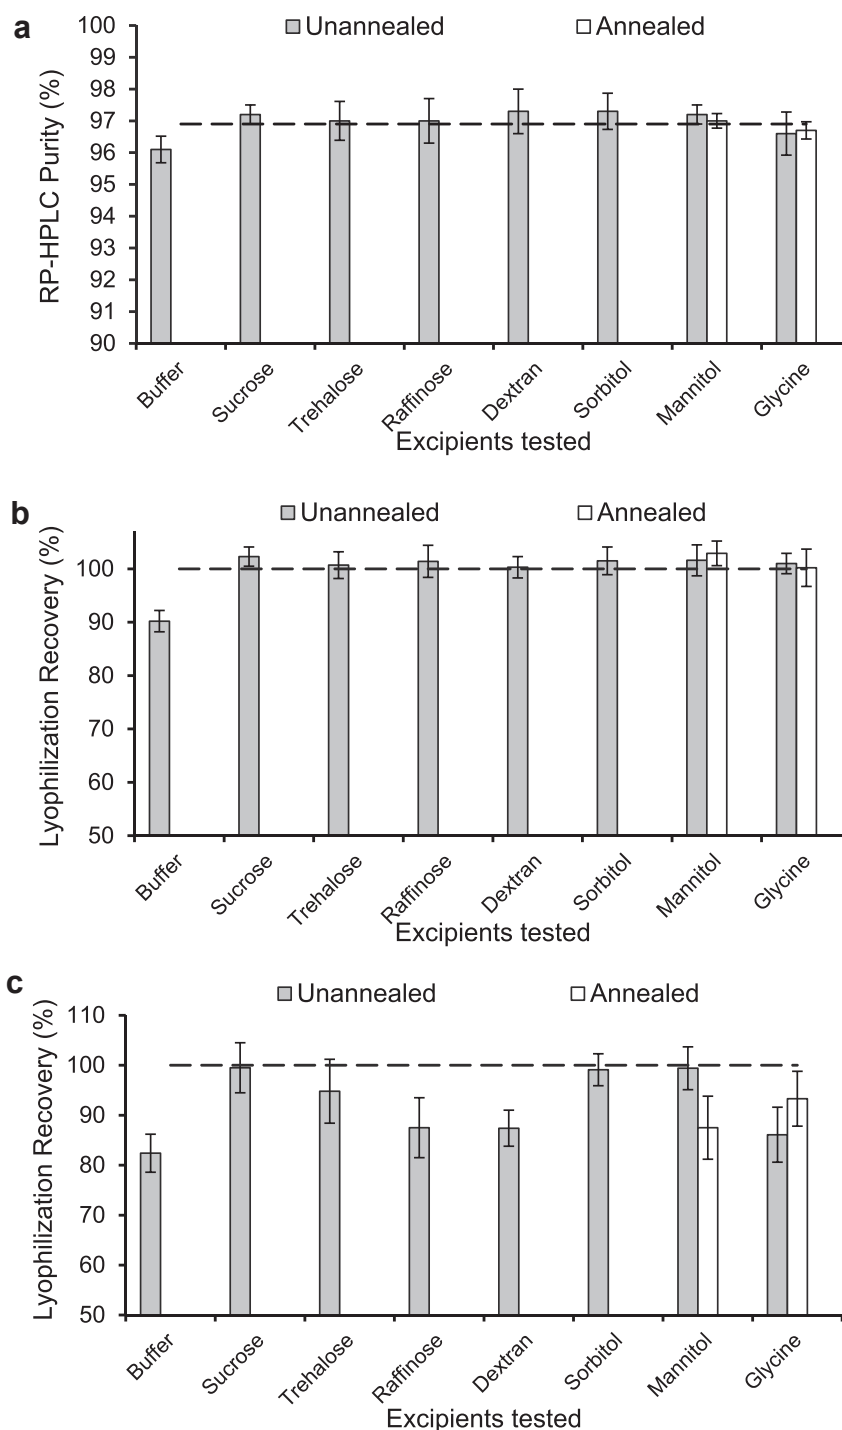 a
Unannealed
Annealed
RP-HPLC Purity (%)
100
99
98
97
96
95
94
93
92
91
90
Buffer
Sucrose
Trehalose
Raffinose
Dextran
Sorbitol
Mannitol
Glycine
Excipients tested
b
Unannealed
Annealed
Lyophilization Recovery (%)
100
90
80
70
60
50
Buffer
Sucrose
Trehalose
Raffinose
Dextran
Sorbitol
Mannitol
Glycine
Excipients tested
c
Unannealed
Annealed
Lyophilization Recovery (%)
110
100
90
80
70
60
50
Buffer
Sucrose
Trehalose
Raffinose
Dextran
Sorbitol
Mannitol
Glycine
Excipients tested